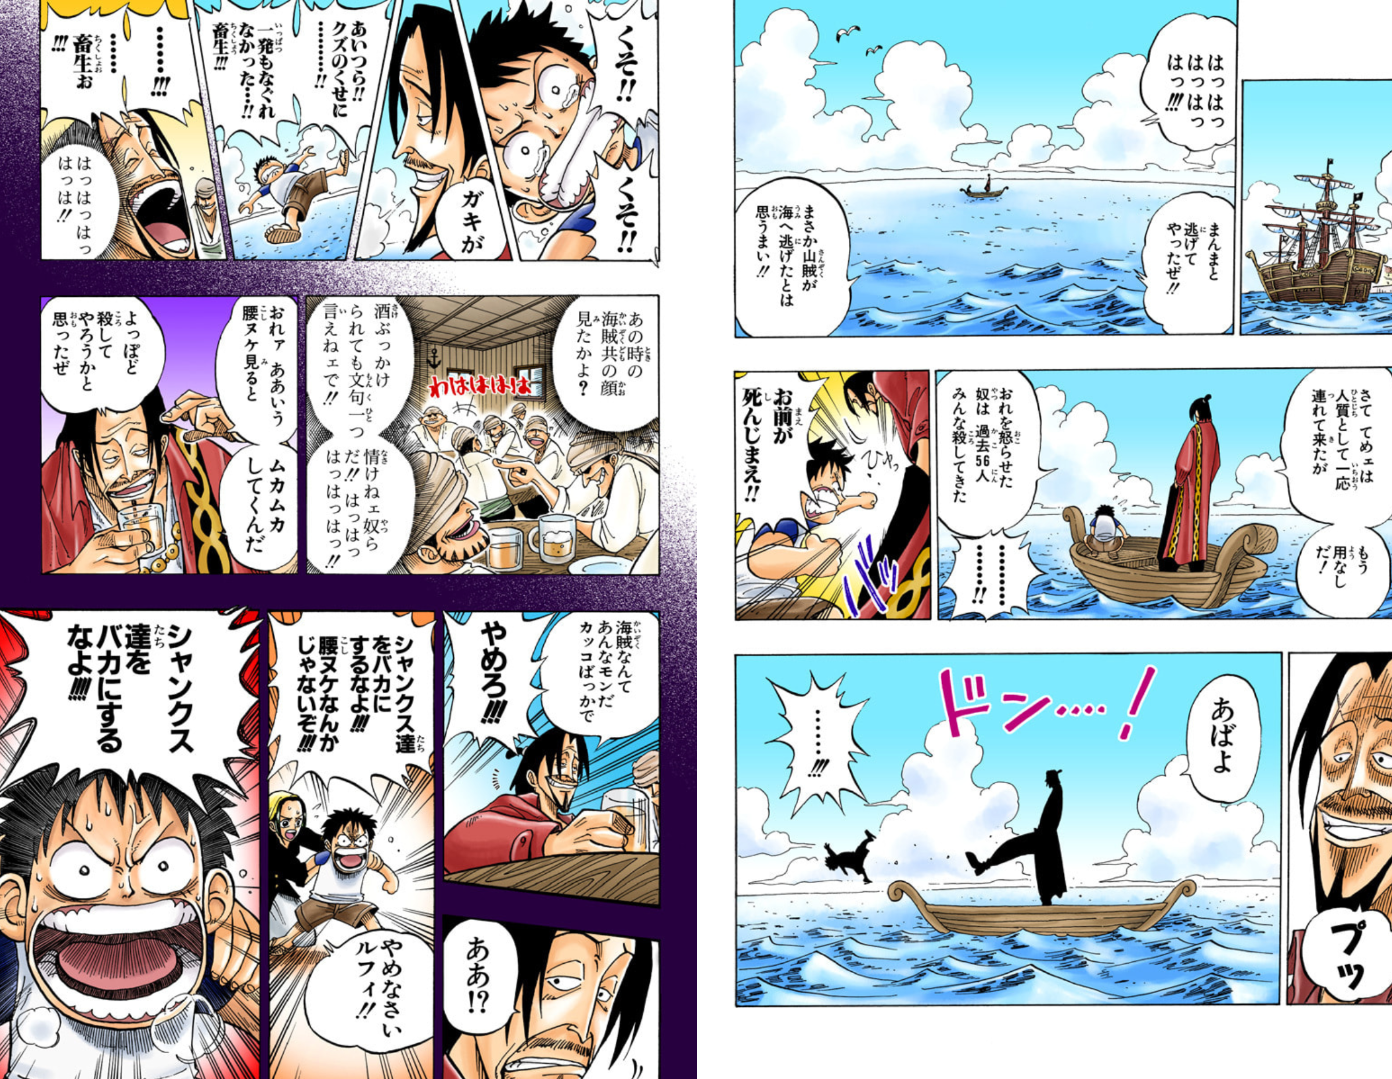 はっはっ
はっはっ
はっ!!!
まんまと
逃げて
やったぜ!!
まさか山賊が
海へ逃げたとは
思うまい!!
さて てめェは
人質として一応
連れて来たが
もう
用なし
だ!
おれを怒らせた
奴は 過去56人
みんな殺してきた
…………
………!!
お前が
死んじまえ!!
ひゃっ
バッ
プッ
あばよ
ドン…!
………!!!
くそ!!
くそ!!
ガキが
あいつら!!
クズのくせに
…………!!
一発もなぐれ
なかった…!!
畜生!!!
………!!!
………
畜生ぉ
!!!
はっはっはっ
はっは!!
あの時の
海賊共の顔
見たかよ?
酒ぶっかけ
られても文句一つ
言えねェで!!
情けねェ奴ら
だ!! はっはっ
はっはっはっ!!
わはははは
おれァ ああいう
腰ヌケ見ると
ムカムカ
してくんだ
よっぽど
殺して
やろうかと
思ったぜ
海賊なんて
あんなモンだ
カッコばっかで
やめろ!!!
ああ!?
シャンクス達
をバカに
するなよ!!!
腰ヌケなんか
じゃないぞ!!!
やめなさい
ルフィ!!
シャンクス
達を
バカにする
なよ!!!!